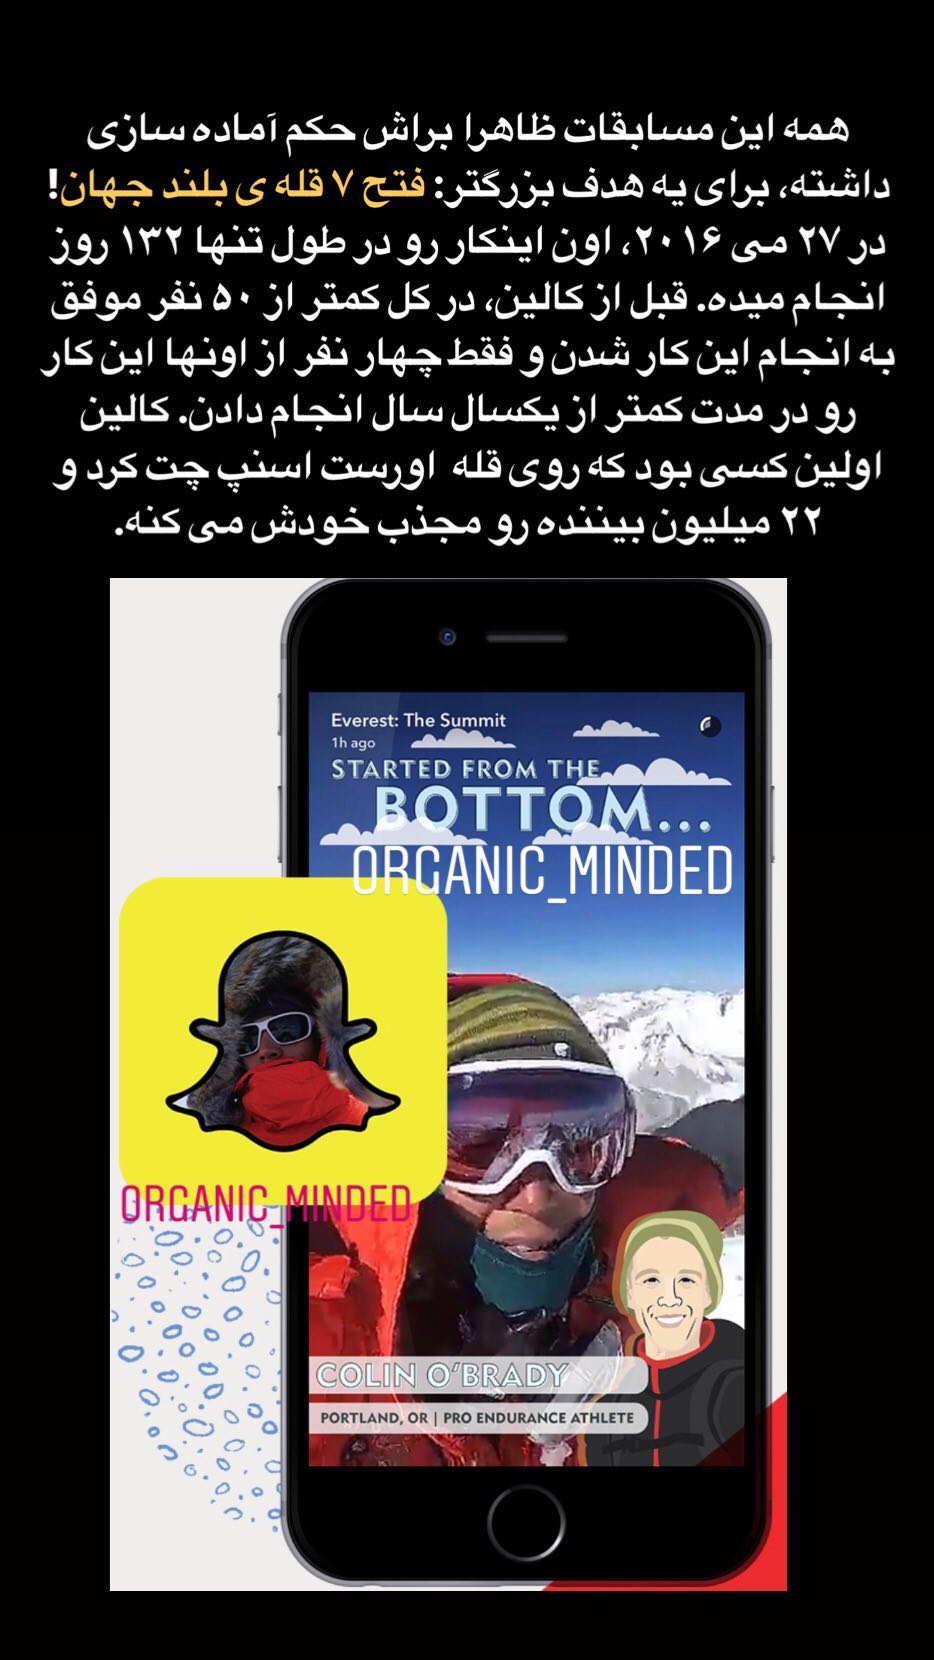 همه این مسابقات ظاهرا براش حکم آماده سازی
داشته، برای یه هدف بزرگتر: فتح ۷ قله ی بلند جهان!
در ۲۷ می ۲۰۱۶، اون اینکار رو در طول تنها ۱۳۲ روز
انجام میده. قبل از کالین، در کل کمتر از ۵۰ نفر موفق
به انجام این کار شدن و فقط چهار نفر از اونها این کار
رو در مدت کمتر از یکسال سال انجام دادن. کالین
اولین کسی بود که روی قله اورست اسنپ چت کرد و
۲۲ میلیون بیننده رو مجذب خودش می کنه.
Everest: The Summit
1h ago
STARTED FROM THE
BOTTOM...
ORGANIC_MINDED
ORGANIC_MINDED
COLIN O'BRADY
PORTLAND, OR | PRO ENDURANCE ATHLETE